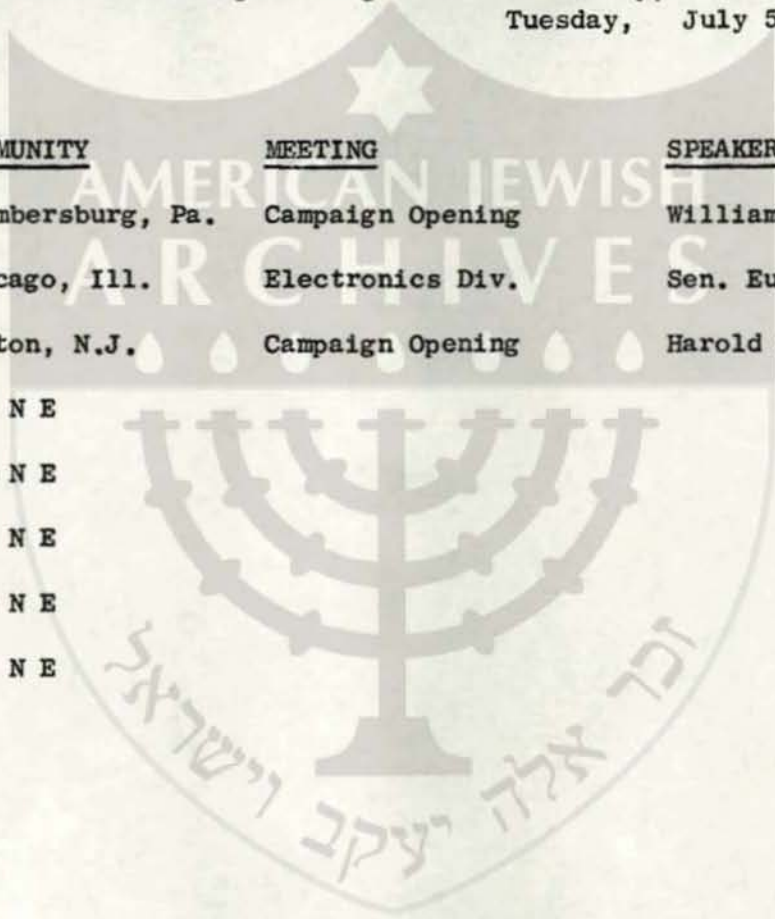 Tuesday, July 5
MUNITY MEETING SPEAKER
AMERICAN JEWISH
mbersburg, Pa. Campaign Opening William
ARCHIVES
cago, Ill. Electronics Div. Sen. Eu
ton, N.J. Campaign Opening Harold
N E
N E
N E
N E
N E
זכר אלה יעקב וישראל